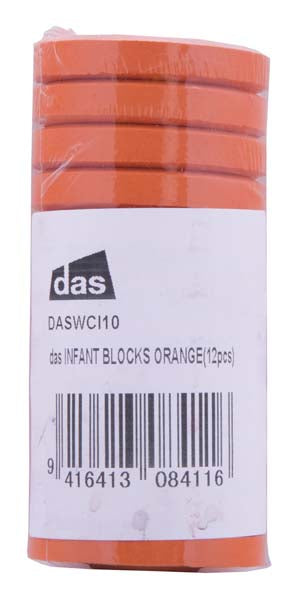 das
DASWCI10
das INFANT BLOCKS ORANGE(12pcs)
9 416413 084116